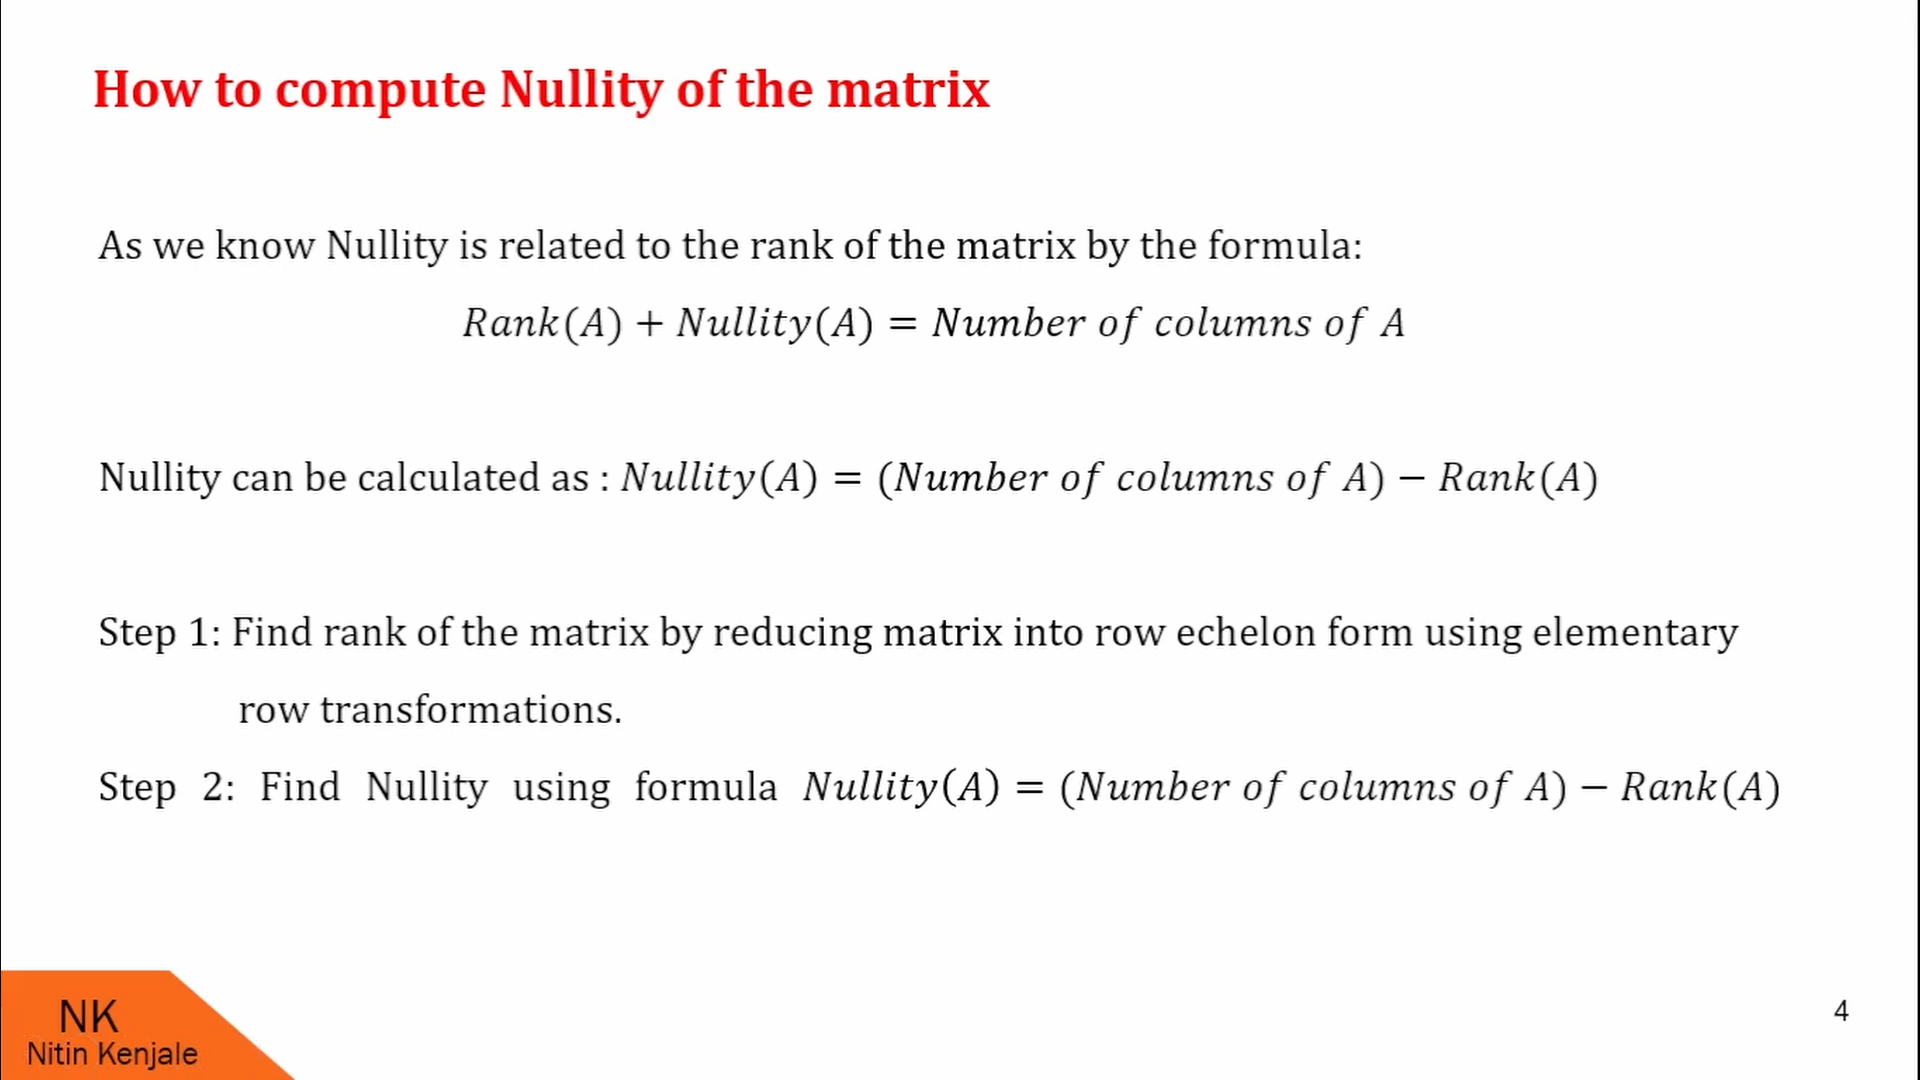 How to compute Nullity of the matrix
As we know Nullity is related to the rank of the matrix by the formula:
Rank(A) + Nullity(A) = Number of columns of A
Nullity can be calculated as : Nullity(A) = (Number of columns of A) − Rank(A)
Step 1: Find rank of the matrix by reducing matrix into row echelon form using elementary
row transformations.
Step 2: Find Nullity using formula Nullity(A) = (Number of columns of A) − Rank(A)
NK
Nitin Kenjale
4